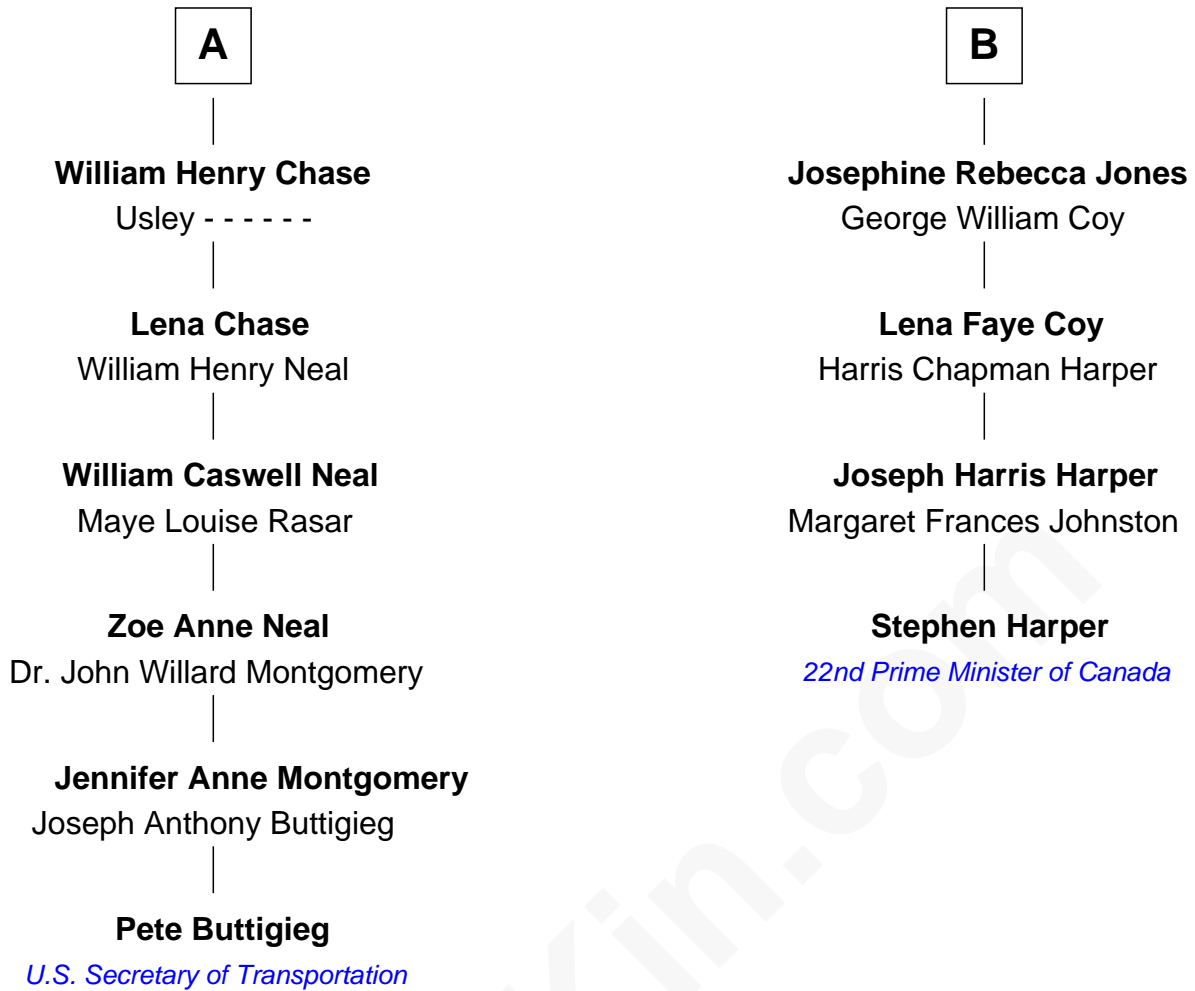 A
William Henry Chase
Usley - - - - - -
Lena Chase
William Henry Neal
William Caswell Neal
Maye Louise Rasar
Zoe Anne Neal
Dr. John Willard Montgomery
Jennifer Anne Montgomery
Joseph Anthony Buttigieg
Pete Buttigieg
U.S. Secretary of Transportation
B
Josephine Rebecca Jones
George William Coy
Lena Faye Coy
Harris Chapman Harper
Joseph Harris Harper
Margaret Frances Johnston
Stephen Harper
22nd Prime Minister of Canada